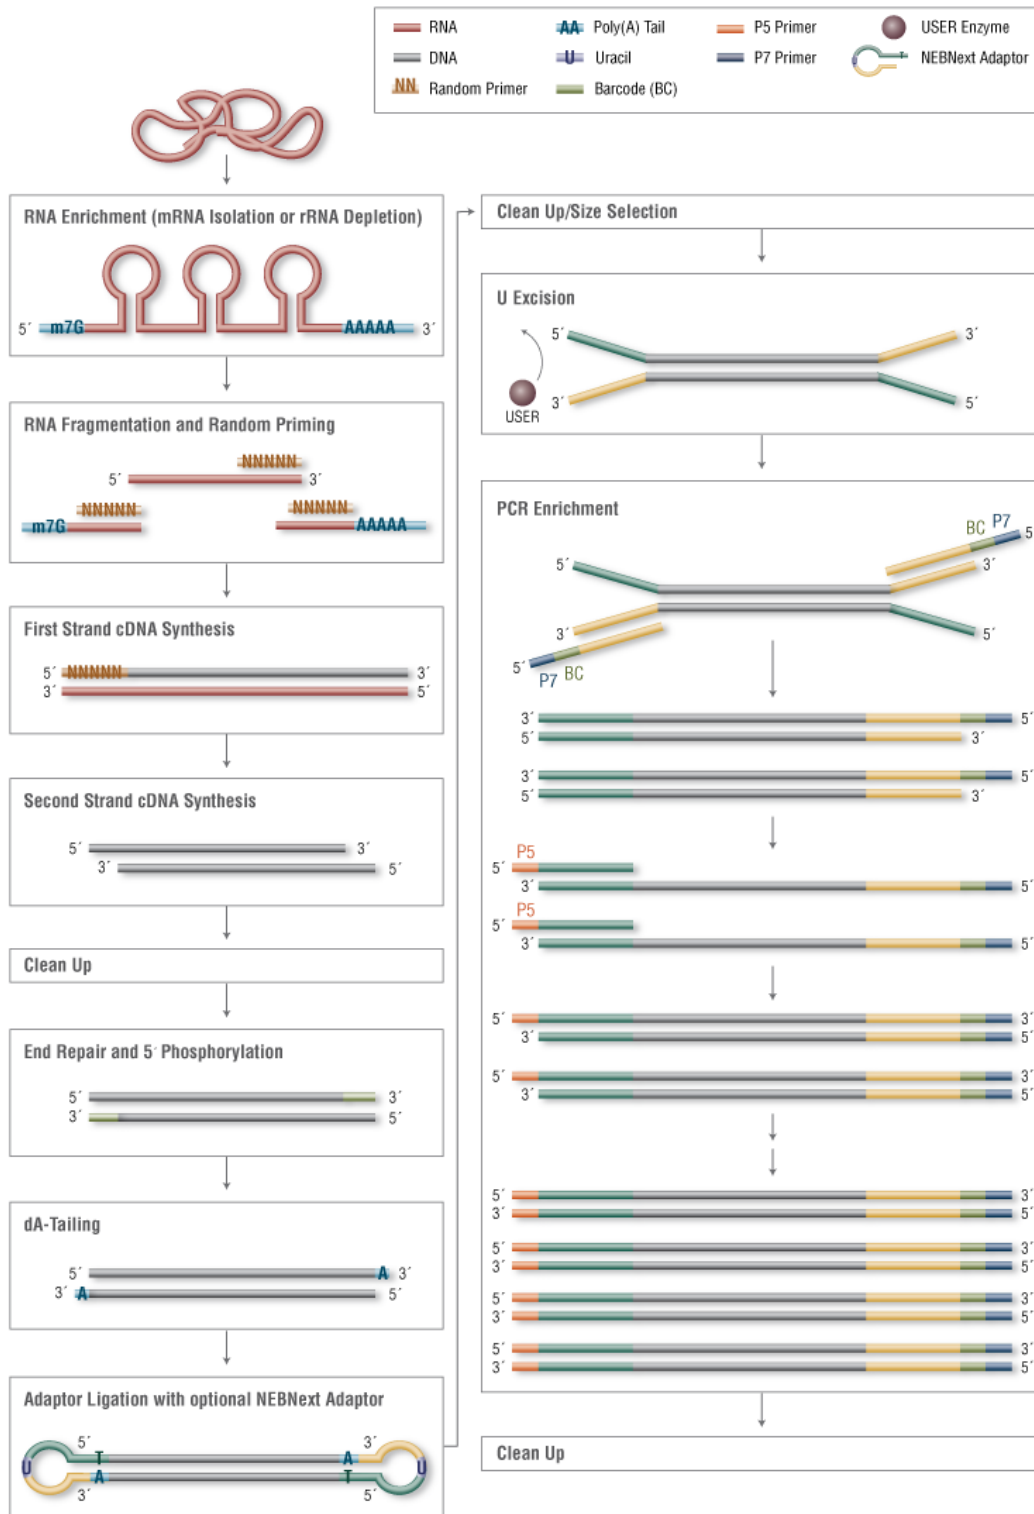 RNA
AA Poly(A) Tail
P5 Primer
USER Enzyme
DNA
U Uracil
P7 Primer
T
U
NEBNext Adaptor
NN Random Primer
Barcode (BC)
RNA Enrichment (mRNA Isolation or rRNA Depletion)
5´ m7G AAAAA 3´
RNA Fragmentation and Random Priming
NNNNN
5´ 3´
NNNNN NNNNN
m7G AAAAA
First Strand cDNA Synthesis
5´ NNNNN 3´
3´ 5´
Second Strand cDNA Synthesis
5´ 3´
3´ 5´
Clean Up
End Repair and 5´ Phosphorylation
5´ 3´
3´ 5´
dA-Tailing
5´ A 3´
3´ A 5´
Adaptor Ligation with optional NEBNext Adaptor
5´ 3´
T A
U U
A T
3´ 5´
Clean Up/Size Selection
U Excision
5´ 3´
3´ 5´
USER
PCR Enrichment
BC P7
5´
5´ 3´
3´ 5´
5´
P7 BC
3´ 5´
5´ 3´
3´ 5´
5´ 3´
P5
5´
3´ 5´
P5
5´
3´ 5´
5´ 3´
3´ 5´
5´ 3´
3´ 5´
5´ 3´
3´ 5´
5´ 3´
3´ 5´
5´ 3´
3´ 5´
5´ 3´
3´ 5´
Clean Up